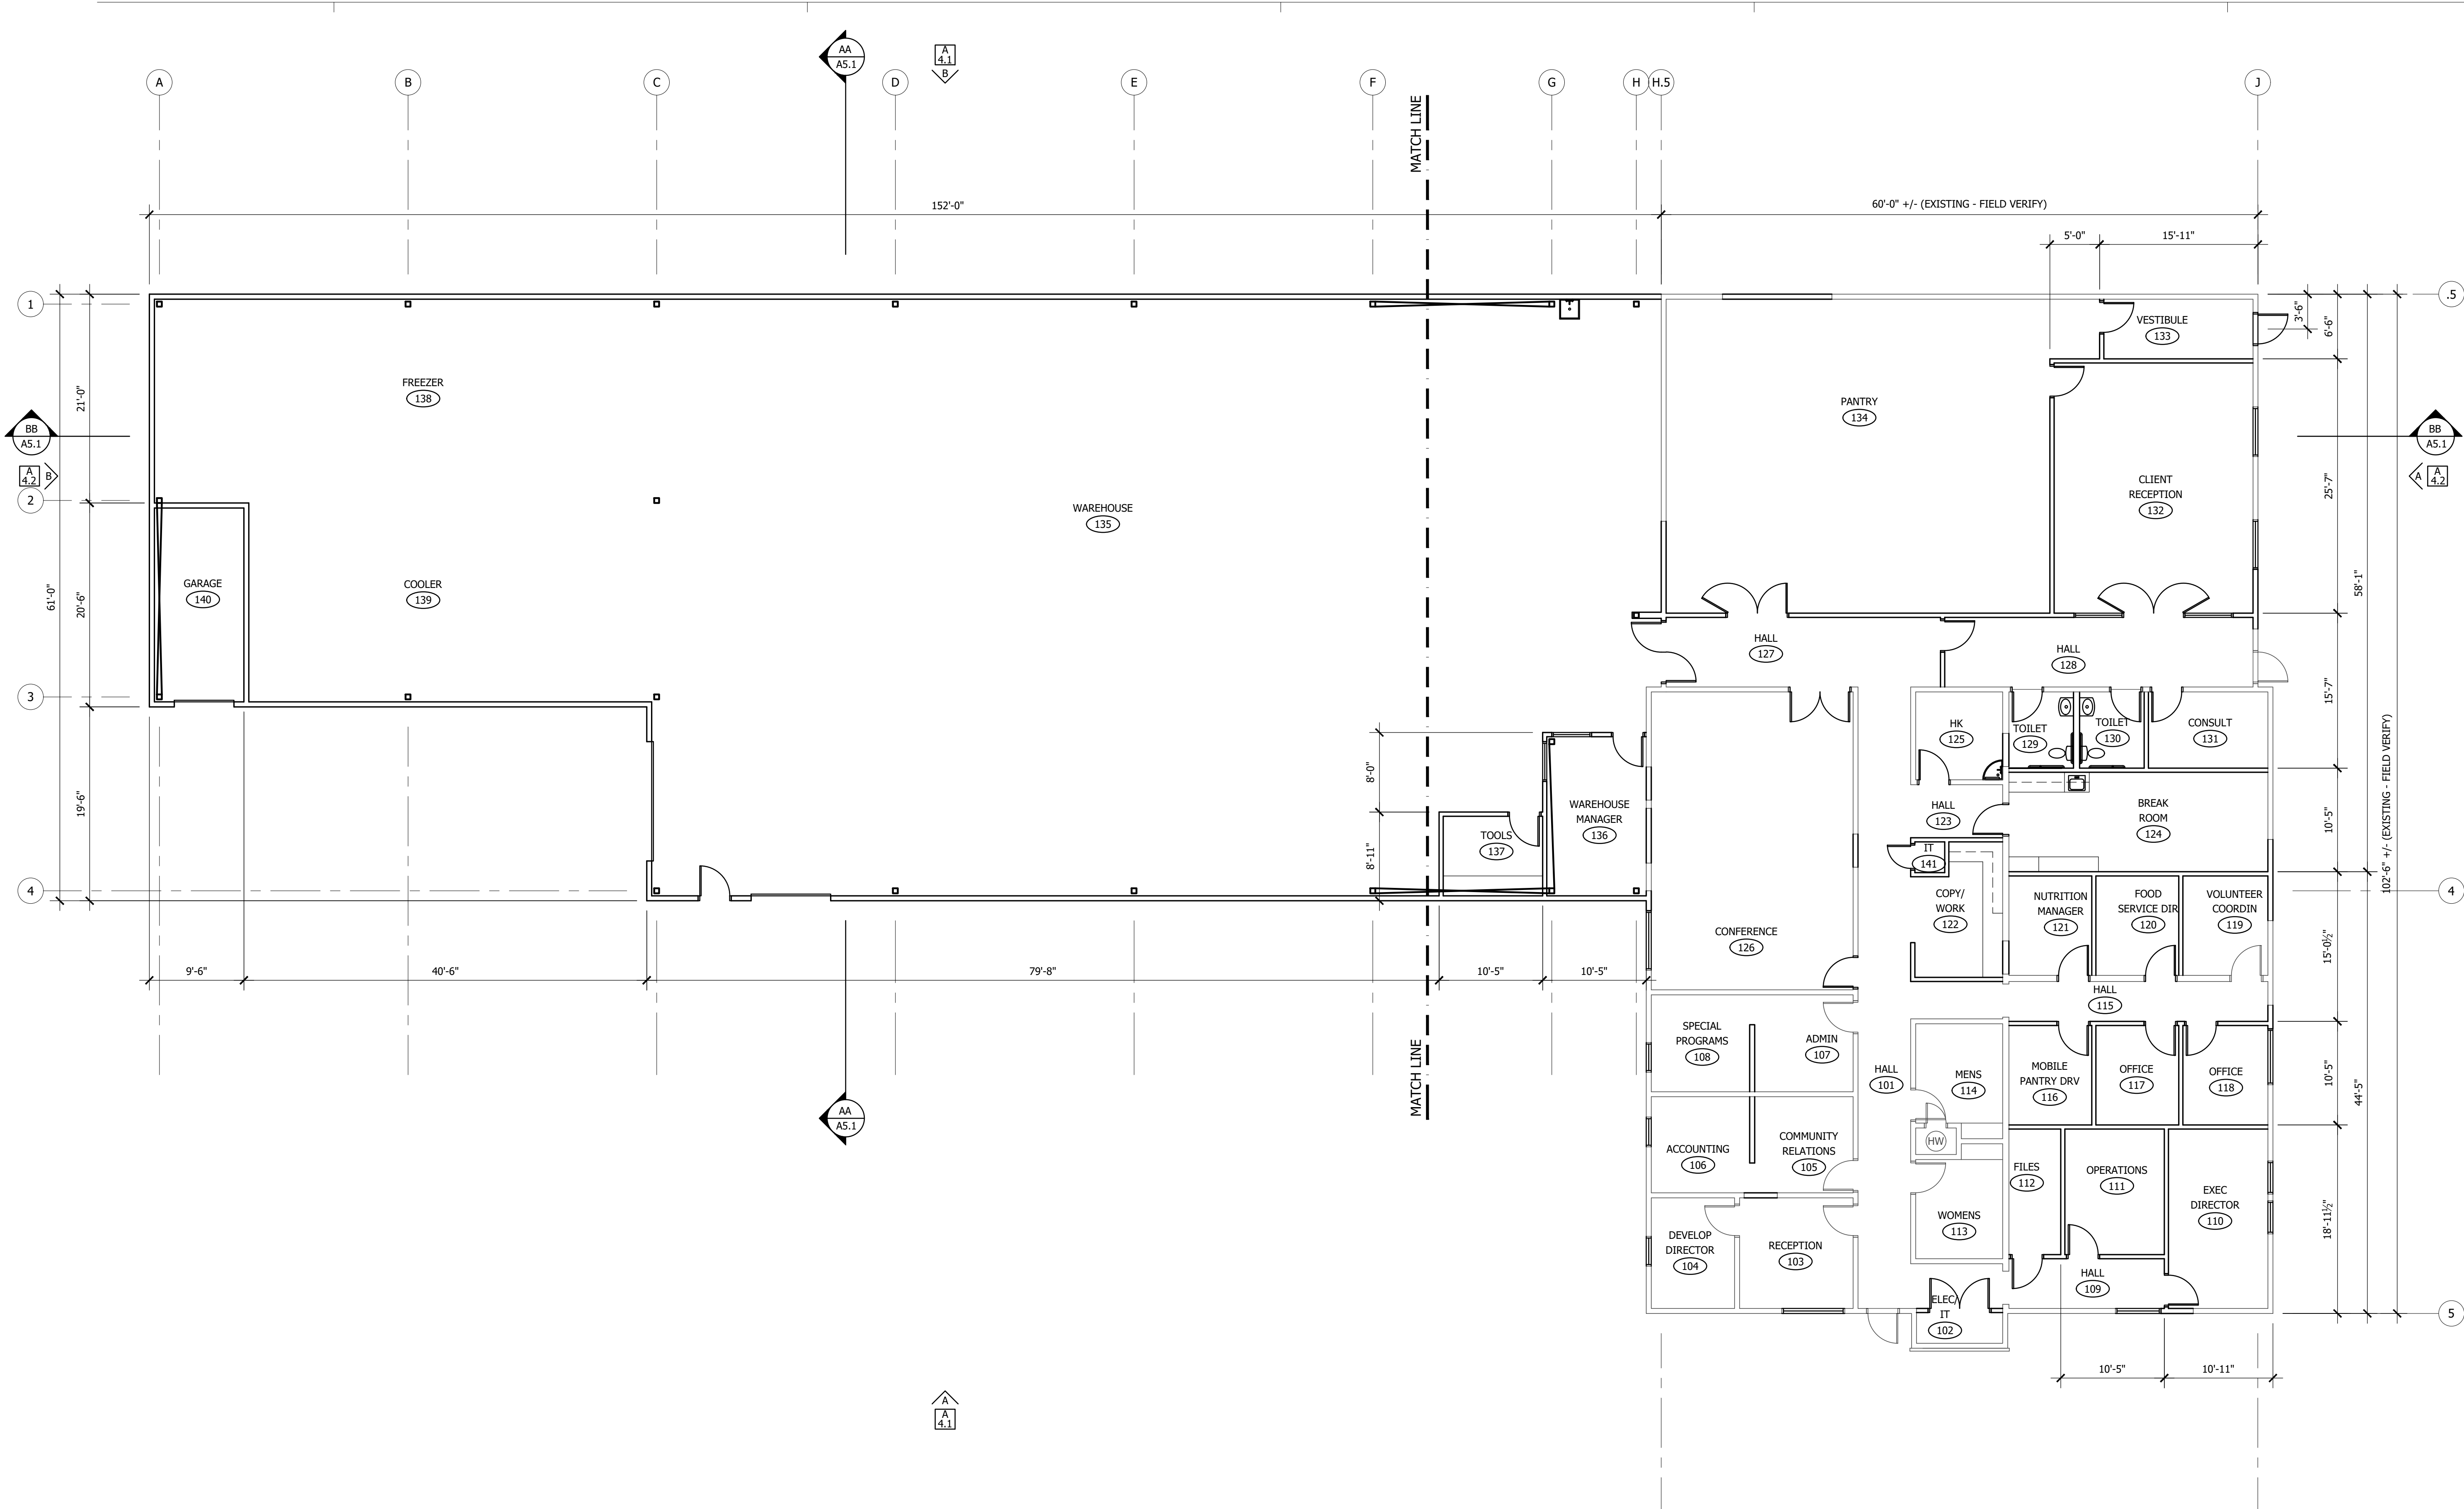 AA
A5.1
A
4.1
B
A
B
C
D
E
F
G
H
H.5
J
MATCH LINE
152'-0"
60'-0" +/- (EXISTING - FIELD VERIFY)
5'-0"
15'-11"
1
.5
3'-6"
6'-6"
VESTIBULE
133
21'-0"
FREEZER
138
PANTRY
134
BB
A5.1
A
4.2
B
2
BB
A5.1
A
A
4.2
CLIENT
RECEPTION
132
25'-7"
WAREHOUSE
135
61'-0"
20'-6"
GARAGE
140
COOLER
139
58'-1"
HALL
127
HALL
128
3
15'-7"
HK
125
TOILET
129
TOILET
130
CONSULT
131
102'-6" +/- (EXISTING - FIELD VERIFY)
19'-6"
8'-0"
8'-11"
WAREHOUSE
MANAGER
136
TOOLS
137
HALL
123
BREAK
ROOM
124
10'-5"
IT
141
4
4
COPY/
WORK
122
NUTRITION
MANAGER
121
FOOD
SERVICE DIR
120
VOLUNTEER
COORDIN
119
CONFERENCE
126
15'-0½"
9'-6"
40'-6"
79'-8"
10'-5"
10'-5"
HALL
115
SPECIAL
PROGRAMS
108
ADMIN
107
MATCH LINE
HALL
101
MENS
114
MOBILE
PANTRY DRV
116
OFFICE
117
OFFICE
118
10'-5"
44'-5"
AA
A5.1
HW
ACCOUNTING
106
COMMUNITY
RELATIONS
105
FILES
112
OPERATIONS
111
EXEC
DIRECTOR
110
WOMENS
113
18'-11½"
DEVELOP
DIRECTOR
104
RECEPTION
103
HALL
109
ELEC/
IT
102
5
10'-5"
10'-11"
A
A
4.1